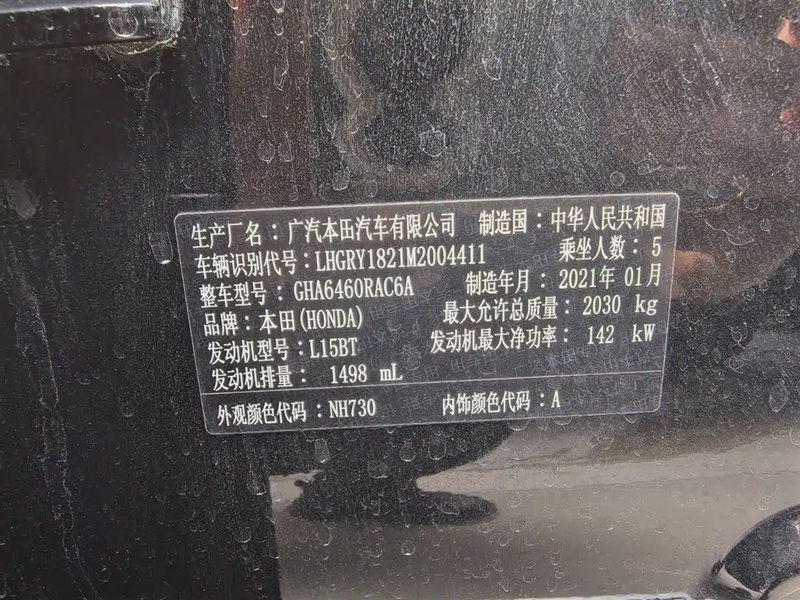 生产厂名：广汽本田汽车有限公司 制造国：中华人民共和国
车辆识别代号：LHGRY1821M2004411 乘坐人数：5
整车型号：GHA6460RAC6A 制造年月：2021年 01月
品牌：本田(HONDA) 最大允许总质量：2030 kg
发动机型号：L15BT 发动机最大净功率：142 kW
发动机排量：1498 mL
外观颜色代码：NH730 内饰颜色代码：A